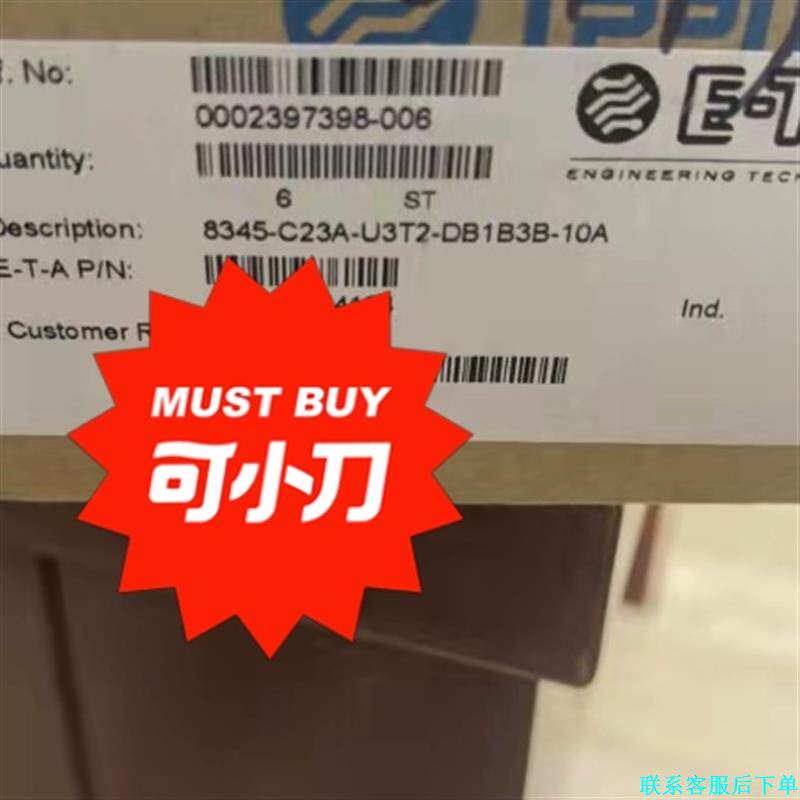 f. No:
0002397398-006
uantity:
6 ST
Description:
8345-C23A-U3T2-DB1B3B-10A
E-T-A P/N:
Ind.
Customer R
E-T
ENGINEERING TECH
MUST BUY
可小刀
联系客服后下单